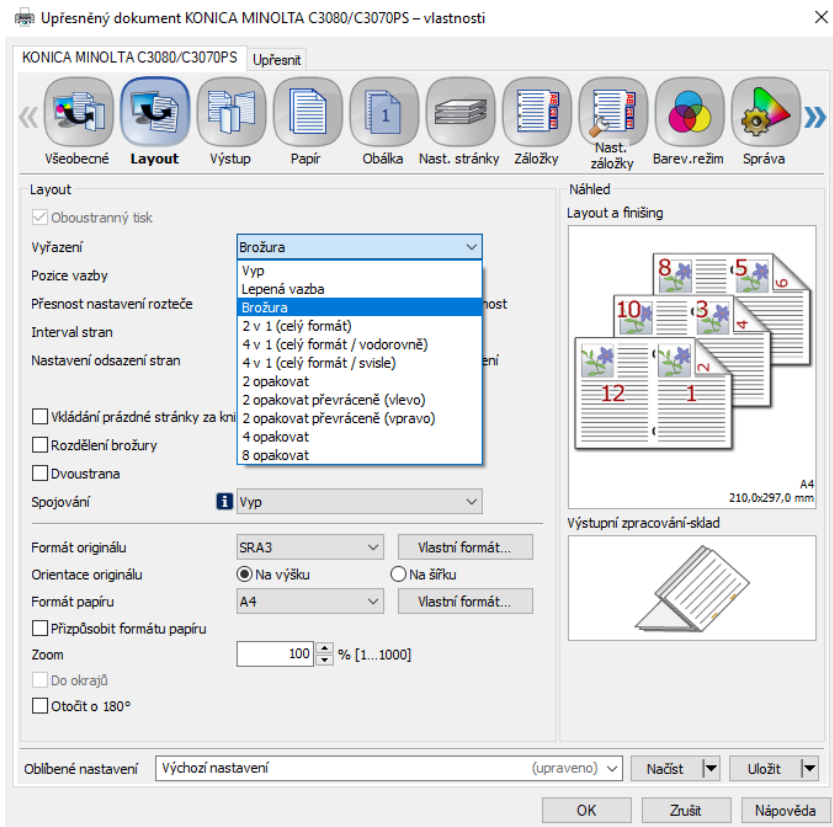 Upřesněný dokument KONICA MINOLTA C3080/C3070PS – vlastnosti
KONICA MINOLTA C3080/C3070PS Upřesnit
Všeobecné Layout Výstup Papír Obálka Nast. stránky Záložky Nast. záložky Barev.režim Správa
1
Layout
Náhled
Oboustranný tisk
Layout a finišing
Vyřazení Brožura
Pozice vazby
Vyp
Lepená vazba
Přesnost nastavení rozteče
Brožura
nost
Interval stran
2 v 1 (celý formát)
4 v 1 (celý formát / vodorovně)
Nastavení odsazení stran
4 v 1 (celý formát / svisle)
ení
2 opakovat
2 opakovat převráceně (vlevo)
Vkládání prázdné stránky za kni
2 opakovat převráceně (vpravo)
Rozdělení brožury
4 opakovat
8 opakovat
Dvoustrana
Spojování i Vyp
8 5 6
10 3 4
12 1 2
A4
210,0x297,0 mm
Výstupní zpracování-sklad
Formát originálu SRA3 Vlastní formát...
Orientace originálu Na výšku Na šířku
Formát papíru A4 Vlastní formát...
Přizpůsobit formátu papíru
Zoom 100 % [1...1000]
Do okrajů
Otočit o 180°
Oblíbené nastavení Výchozí nastavení (upraveno) Načíst Uložit
OK Zrušit Nápověda